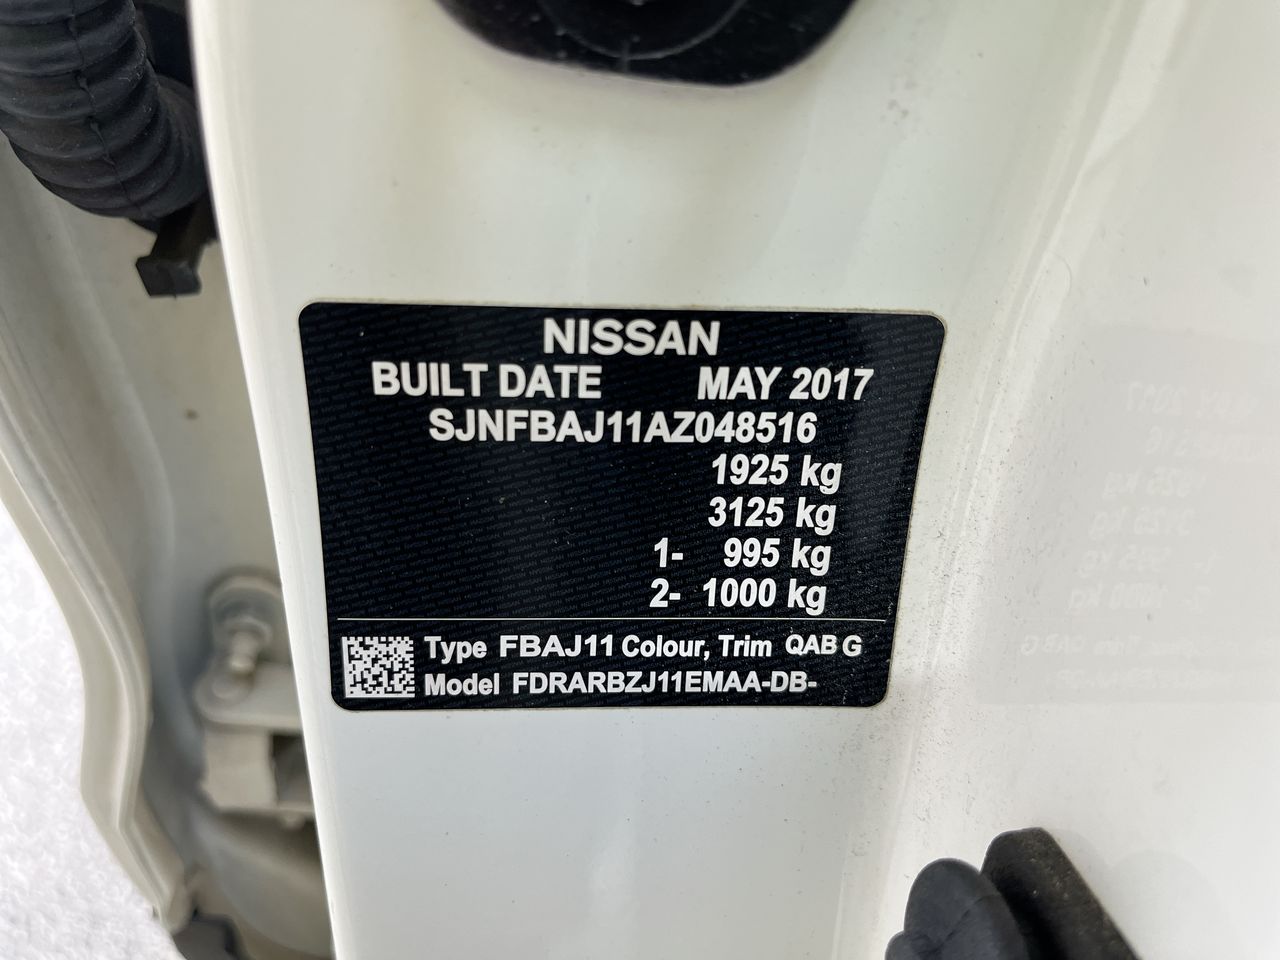 NISSAN
BUILT DATE MAY 2017
SJNFBAJ11AZ048516
1925 kg
3125 kg
1- 995 kg
2- 1000 kg
Type FBAJ11 Colour, Trim QAB G
Model FDRARBZJ11EMAA-DB-